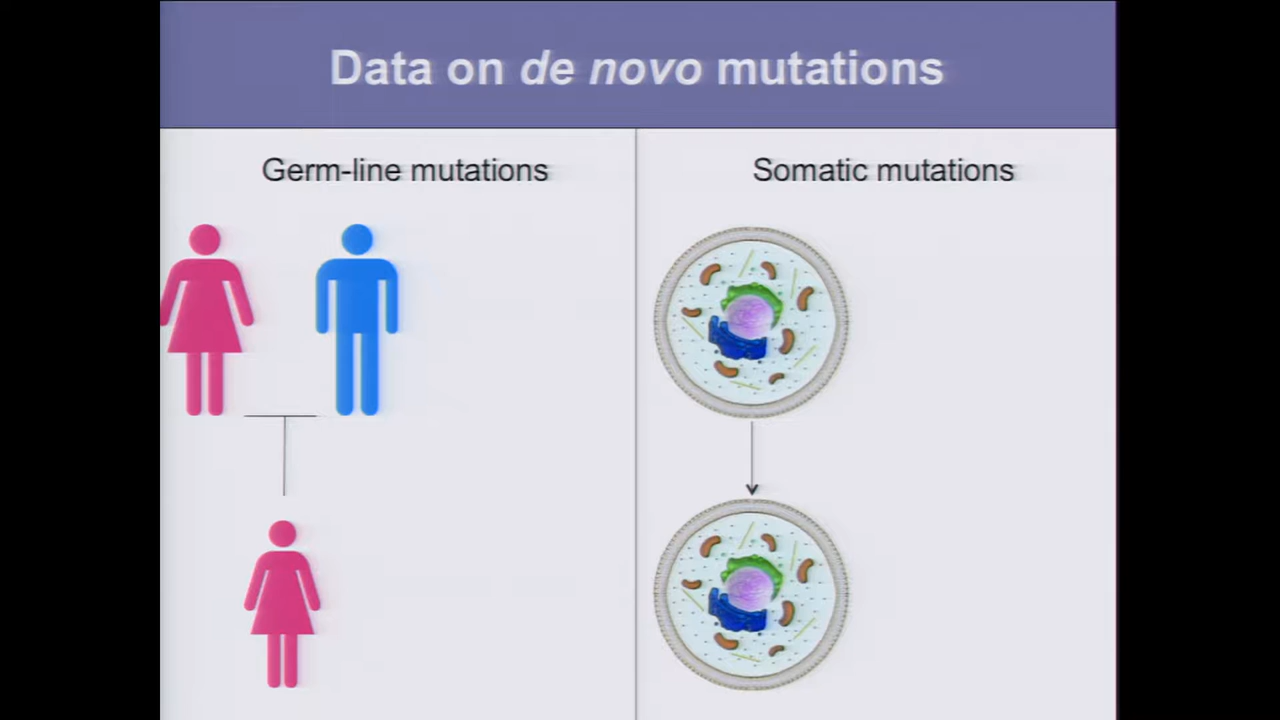 Data on de novo mutations
Germ-line mutations
Somatic mutations